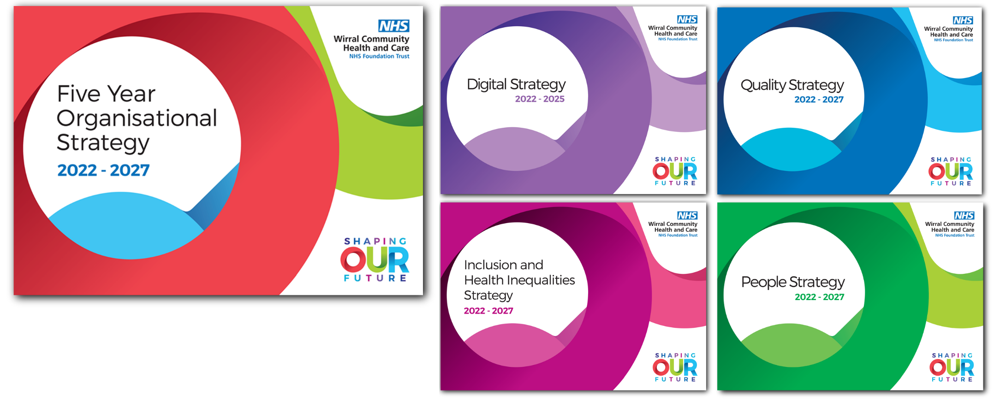 NHS
Wirral Community
Health and Care
NHS Foundation Trust
Five Year
Organisational
Strategy
2022 - 2027
SHAPING
OUR
FUTURE
NHS
Wirral Community
Health and Care
NHS Foundation Trust
Digital Strategy
2022 - 2025
SHAPING
OUR
FUTURE
NHS
Wirral Community
Health and Care
NHS Foundation Trust
Quality Strategy
2022 - 2027
SHAPING
OUR
FUTURE
NHS
Wirral Community
Health and Care
NHS Foundation Trust
Inclusion and
Health Inequalities
Strategy
2022 - 2027
SHAPING
OUR
FUTURE
NHS
Wirral Community
Health and Care
NHS Foundation Trust
People Strategy
2022 - 2027
SHAPING
OUR
FUTURE